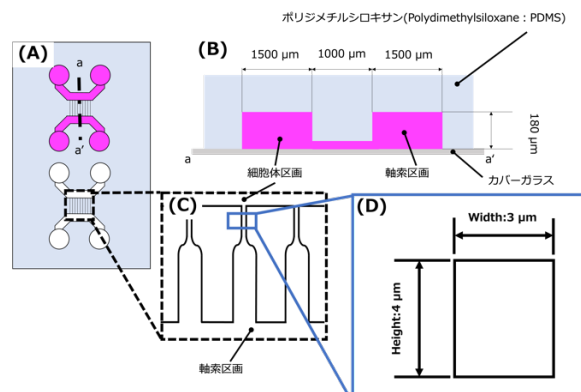 ポリジメチルシロキサン(Polydimethylsiloxane：PDMS)
(A)
a
a'
(B)
1500 µm
1000 µm
1500 µm
180 µm
a
a'
細胞体区画
軸索区画
カバーガラス
(C)
軸索区画
(D)
Width:3 µm
Height:4 µm